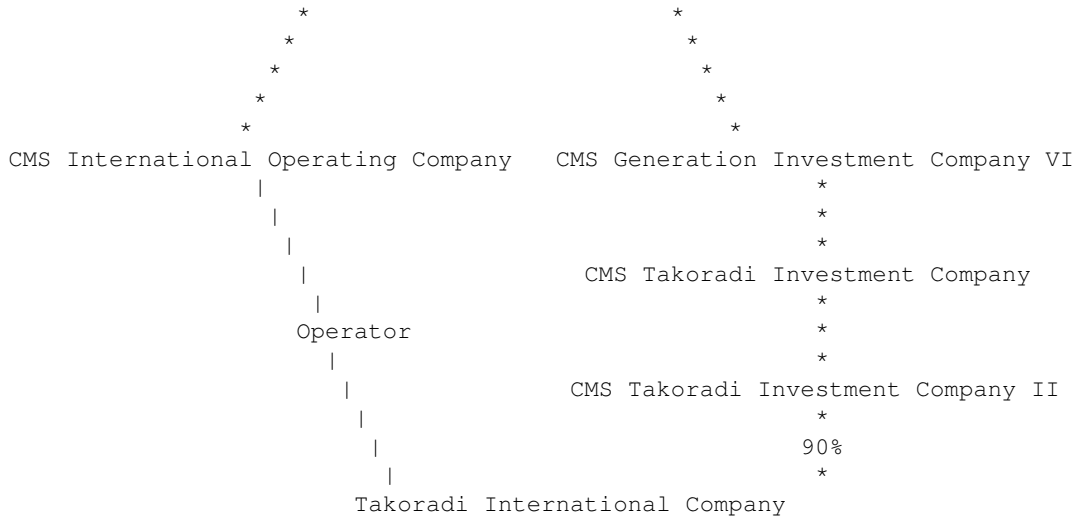 * *
* *
* *
* *
* *
CMS International Operating Company CMS Generation Investment Company VI
| *
| *
| *
| CMS Takoradi Investment Company
| *
Operator *
| *
| CMS Takoradi Investment Company II
| *
| 90%
| *
Takoradi International Company